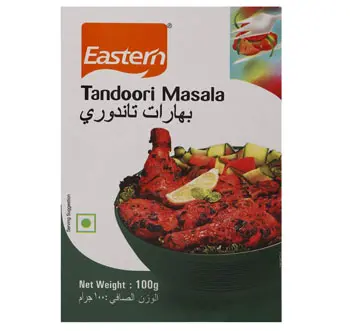 Eastern
Tandoori Masala
بهارات تاندوري
Serving Suggestion
Net Weight : 100g
الوزن الصافي: ١٠٠ جرام